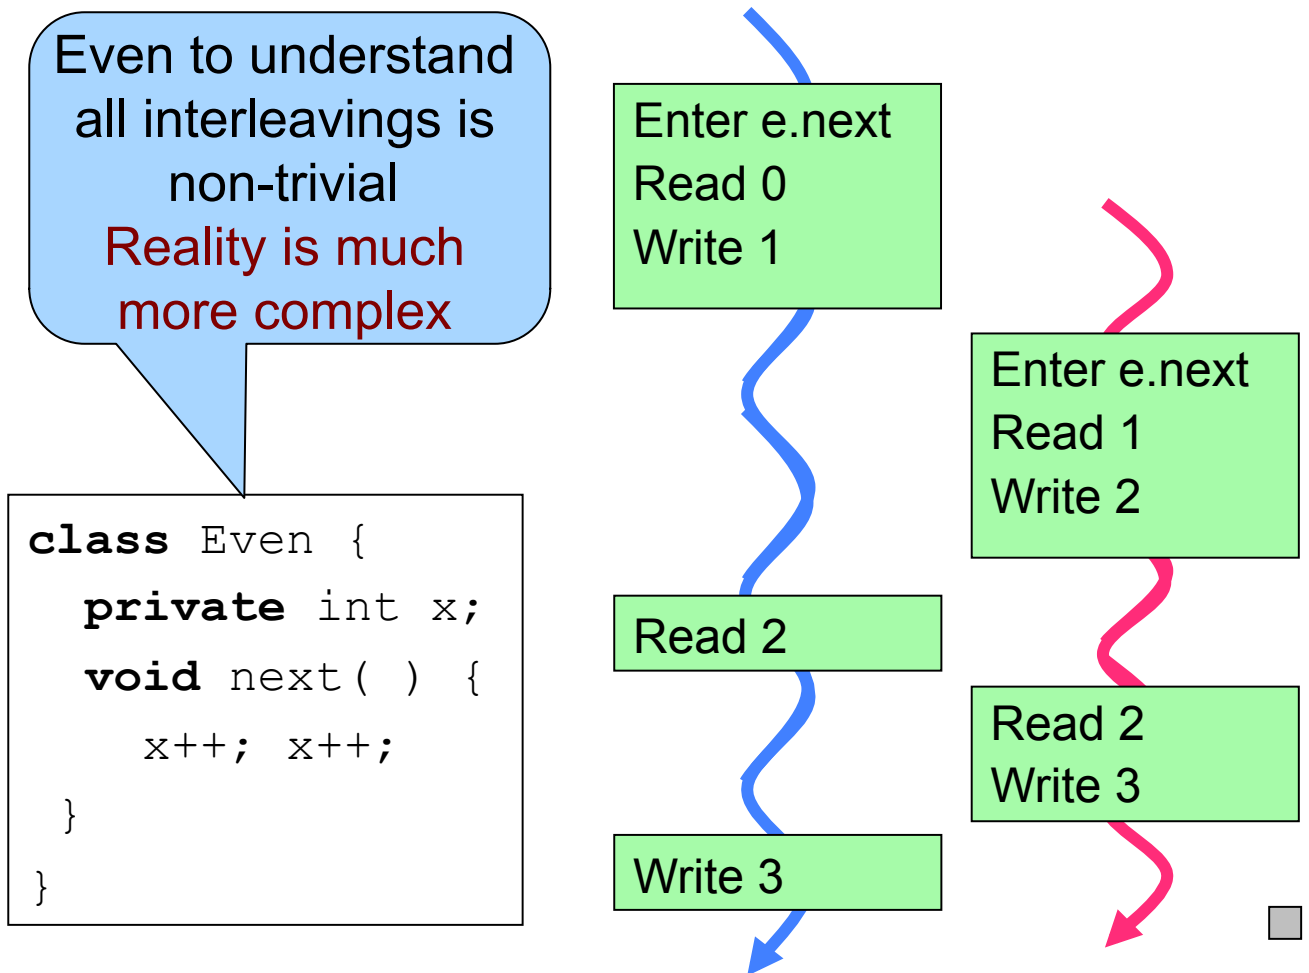 Even to understand
all interleavings is
non-trivial
Reality is much
more complex
class Even {
private int x;
void next( ) {
x++; x++;
}
}
Enter e.next
Read 0
Write 1
Read 2
Write 3
Enter e.next
Read 1
Write 2
Read 2
Write 3